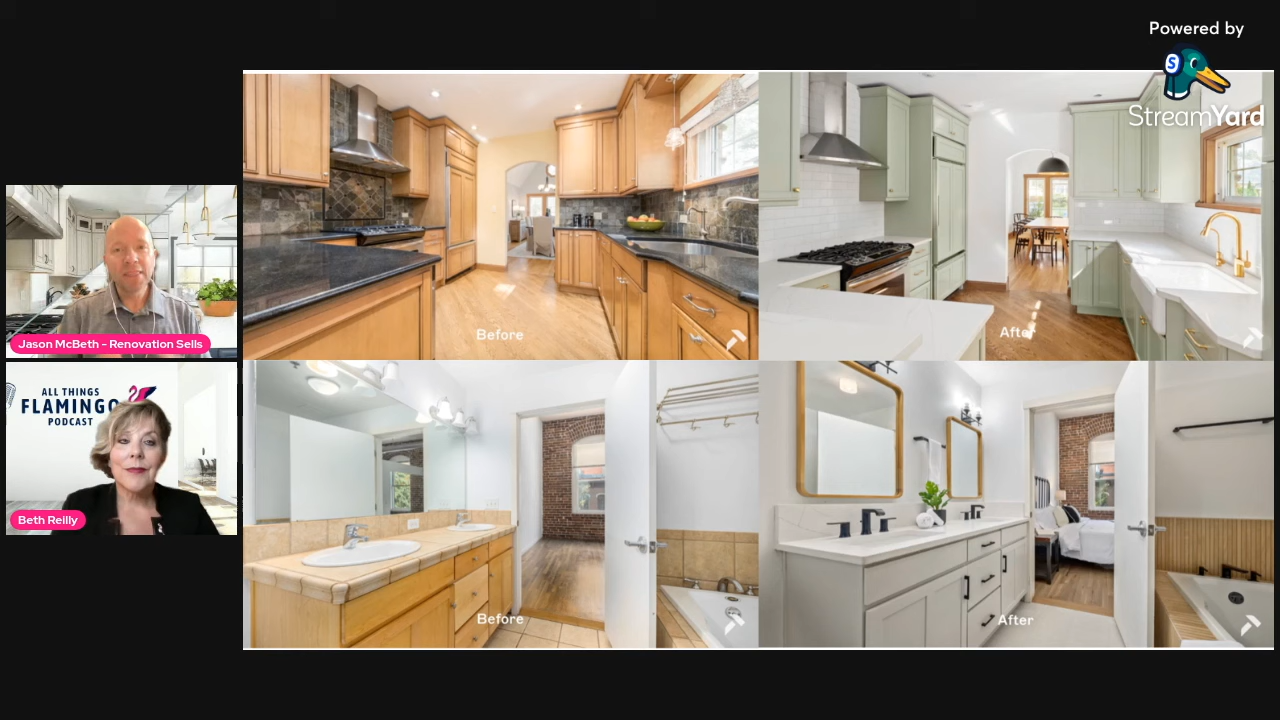 Powered by
S
StreamYard
Jason McBeth - Renovation Sells
ALL THINGS
FLAMINGO
PODCAST
Beth Reilly
Before
After
Before
After